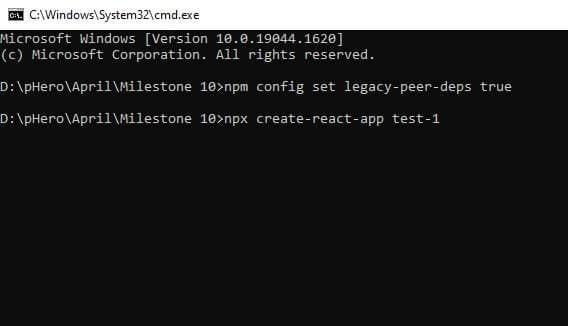 C:\Windows\System32\cmd.exe
Microsoft Windows [Version 10.0.19044.1620]
(c) Microsoft Corporation. All rights reserved.
D:\pHero\April\Milestone 10>npm config set legacy-peer-deps true
D:\pHero\April\Milestone 10>npx create-react-app test-1